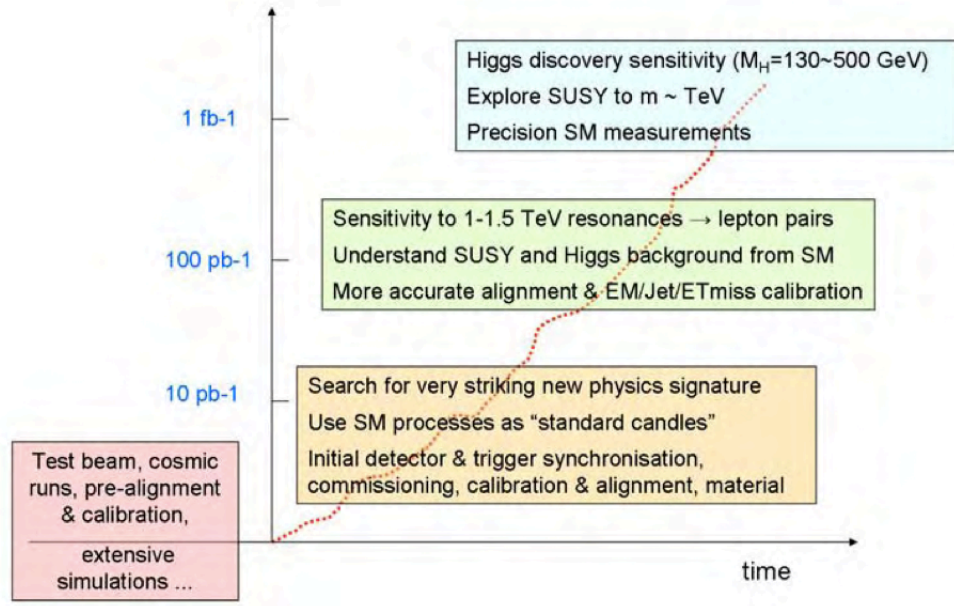 Higgs discovery sensitivity (M_H=130~500 GeV)
Explore SUSY to m ~ TeV
Precision SM measurements
1 fb-1
Sensitivity to 1-1.5 TeV resonances → lepton pairs
Understand SUSY and Higgs background from SM
More accurate alignment & EM/Jet/ETmiss calibration
100 pb-1
Search for very striking new physics signature
Use SM processes as “standard candles”
Initial detector & trigger synchronisation,
commissioning, calibration & alignment, material
10 pb-1
Test beam, cosmic
runs, pre-alignment
& calibration,
extensive
simulations ...
time